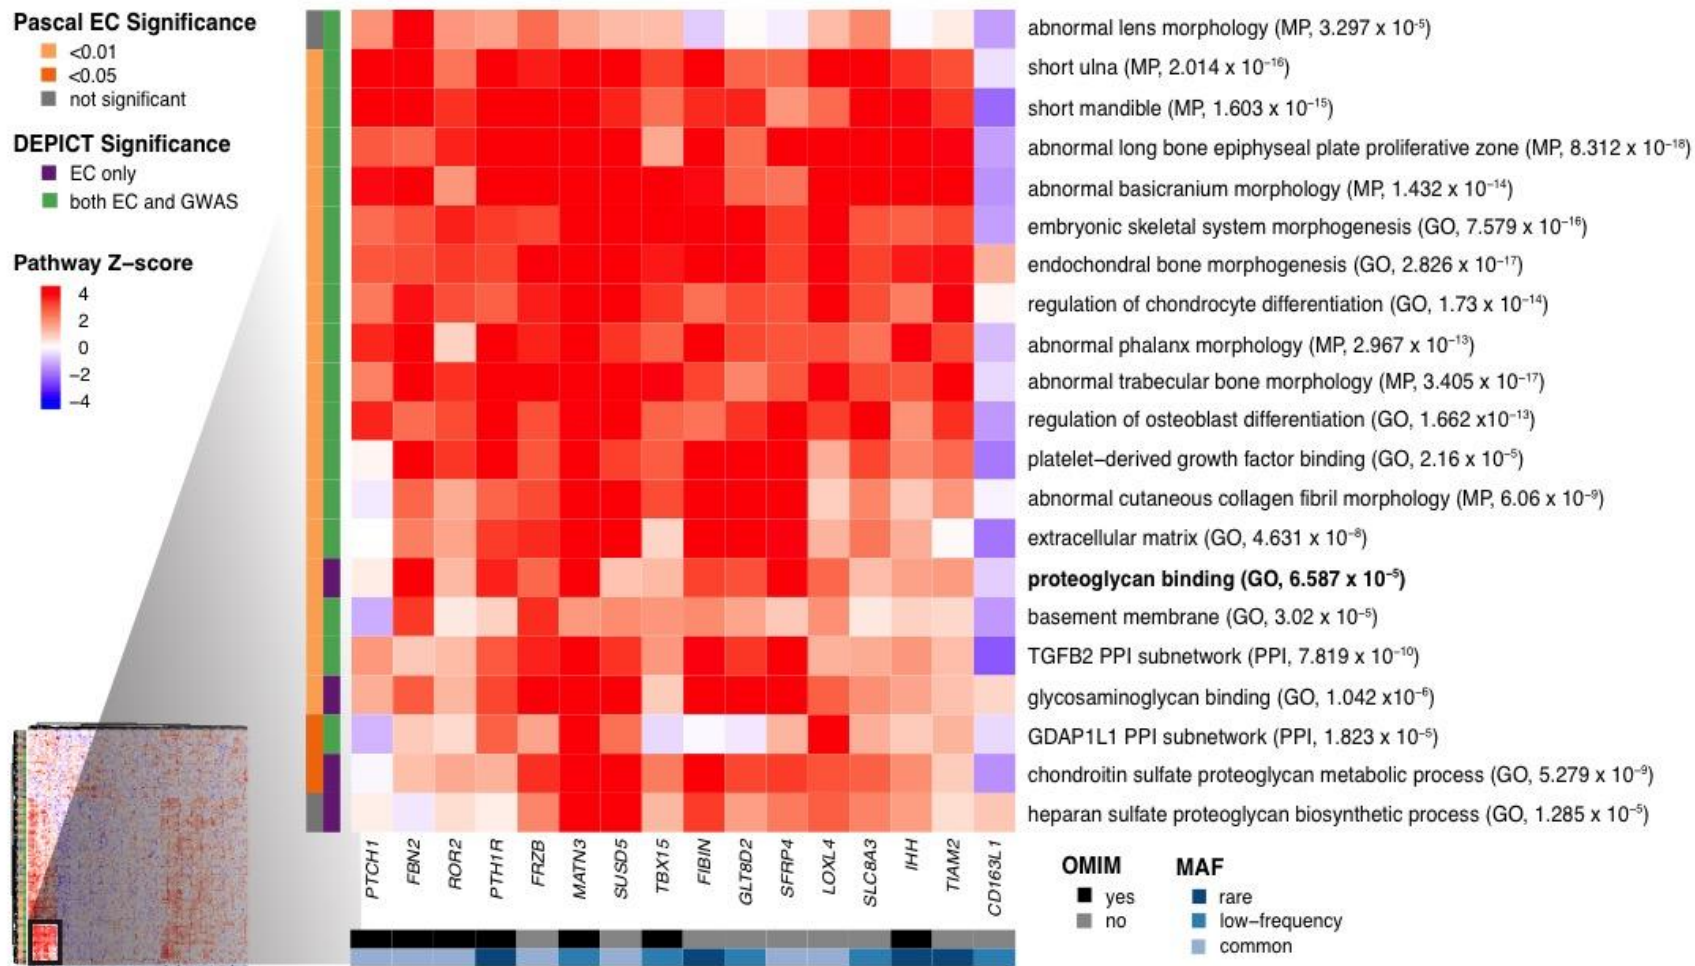 Pascal EC Significance
<0.01
<0.05
not significant
DEPICT Significance
EC only
both EC and GWAS
Pathway Z−score
4
2
0
−2
−4
abnormal lens morphology (MP, 3.297 x 10⁻⁵)
short ulna (MP, 2.014 x 10⁻¹⁶)
short mandible (MP, 1.603 x 10⁻¹⁵)
abnormal long bone epiphyseal plate proliferative zone (MP, 8.312 x 10⁻¹⁸)
abnormal basicranium morphology (MP, 1.432 x 10⁻¹⁴)
embryonic skeletal system morphogenesis (GO, 7.579 x 10⁻¹⁶)
endochondral bone morphogenesis (GO, 2.826 x 10⁻¹⁷)
regulation of chondrocyte differentiation (GO, 1.73 x 10⁻¹⁴)
abnormal phalanx morphology (MP, 2.967 x 10⁻¹³)
abnormal trabecular bone morphology (MP, 3.405 x 10⁻¹⁷)
regulation of osteoblast differentiation (GO, 1.662 x10⁻¹³)
platelet−derived growth factor binding (GO, 2.16 x 10⁻⁵)
abnormal cutaneous collagen fibril morphology (MP, 6.06 x 10⁻⁹)
extracellular matrix (GO, 4.631 x 10⁻⁸)
proteoglycan binding (GO, 6.587 x 10⁻⁵)
basement membrane (GO, 3.02 x 10⁻⁵)
TGFB2 PPI subnetwork (PPI, 7.819 x 10⁻¹⁰)
glycosaminoglycan binding (GO, 1.042 x10⁻⁶)
GDAP1L1 PPI subnetwork (PPI, 1.823 x 10⁻⁵)
chondroitin sulfate proteoglycan metabolic process (GO, 5.279 x 10⁻⁹)
heparan sulfate proteoglycan biosynthetic process (GO, 1.285 x 10⁻⁵)
PTCH1
FBN2
ROR2
PTH1R
FRZB
MATN3
SUSD5
TBX15
FIBIN
GLT8D2
SFRP4
LOXL4
SLC8A3
IHH
TIAM2
CD163L1
OMIM
yes
no
MAF
rare
low−frequency
common